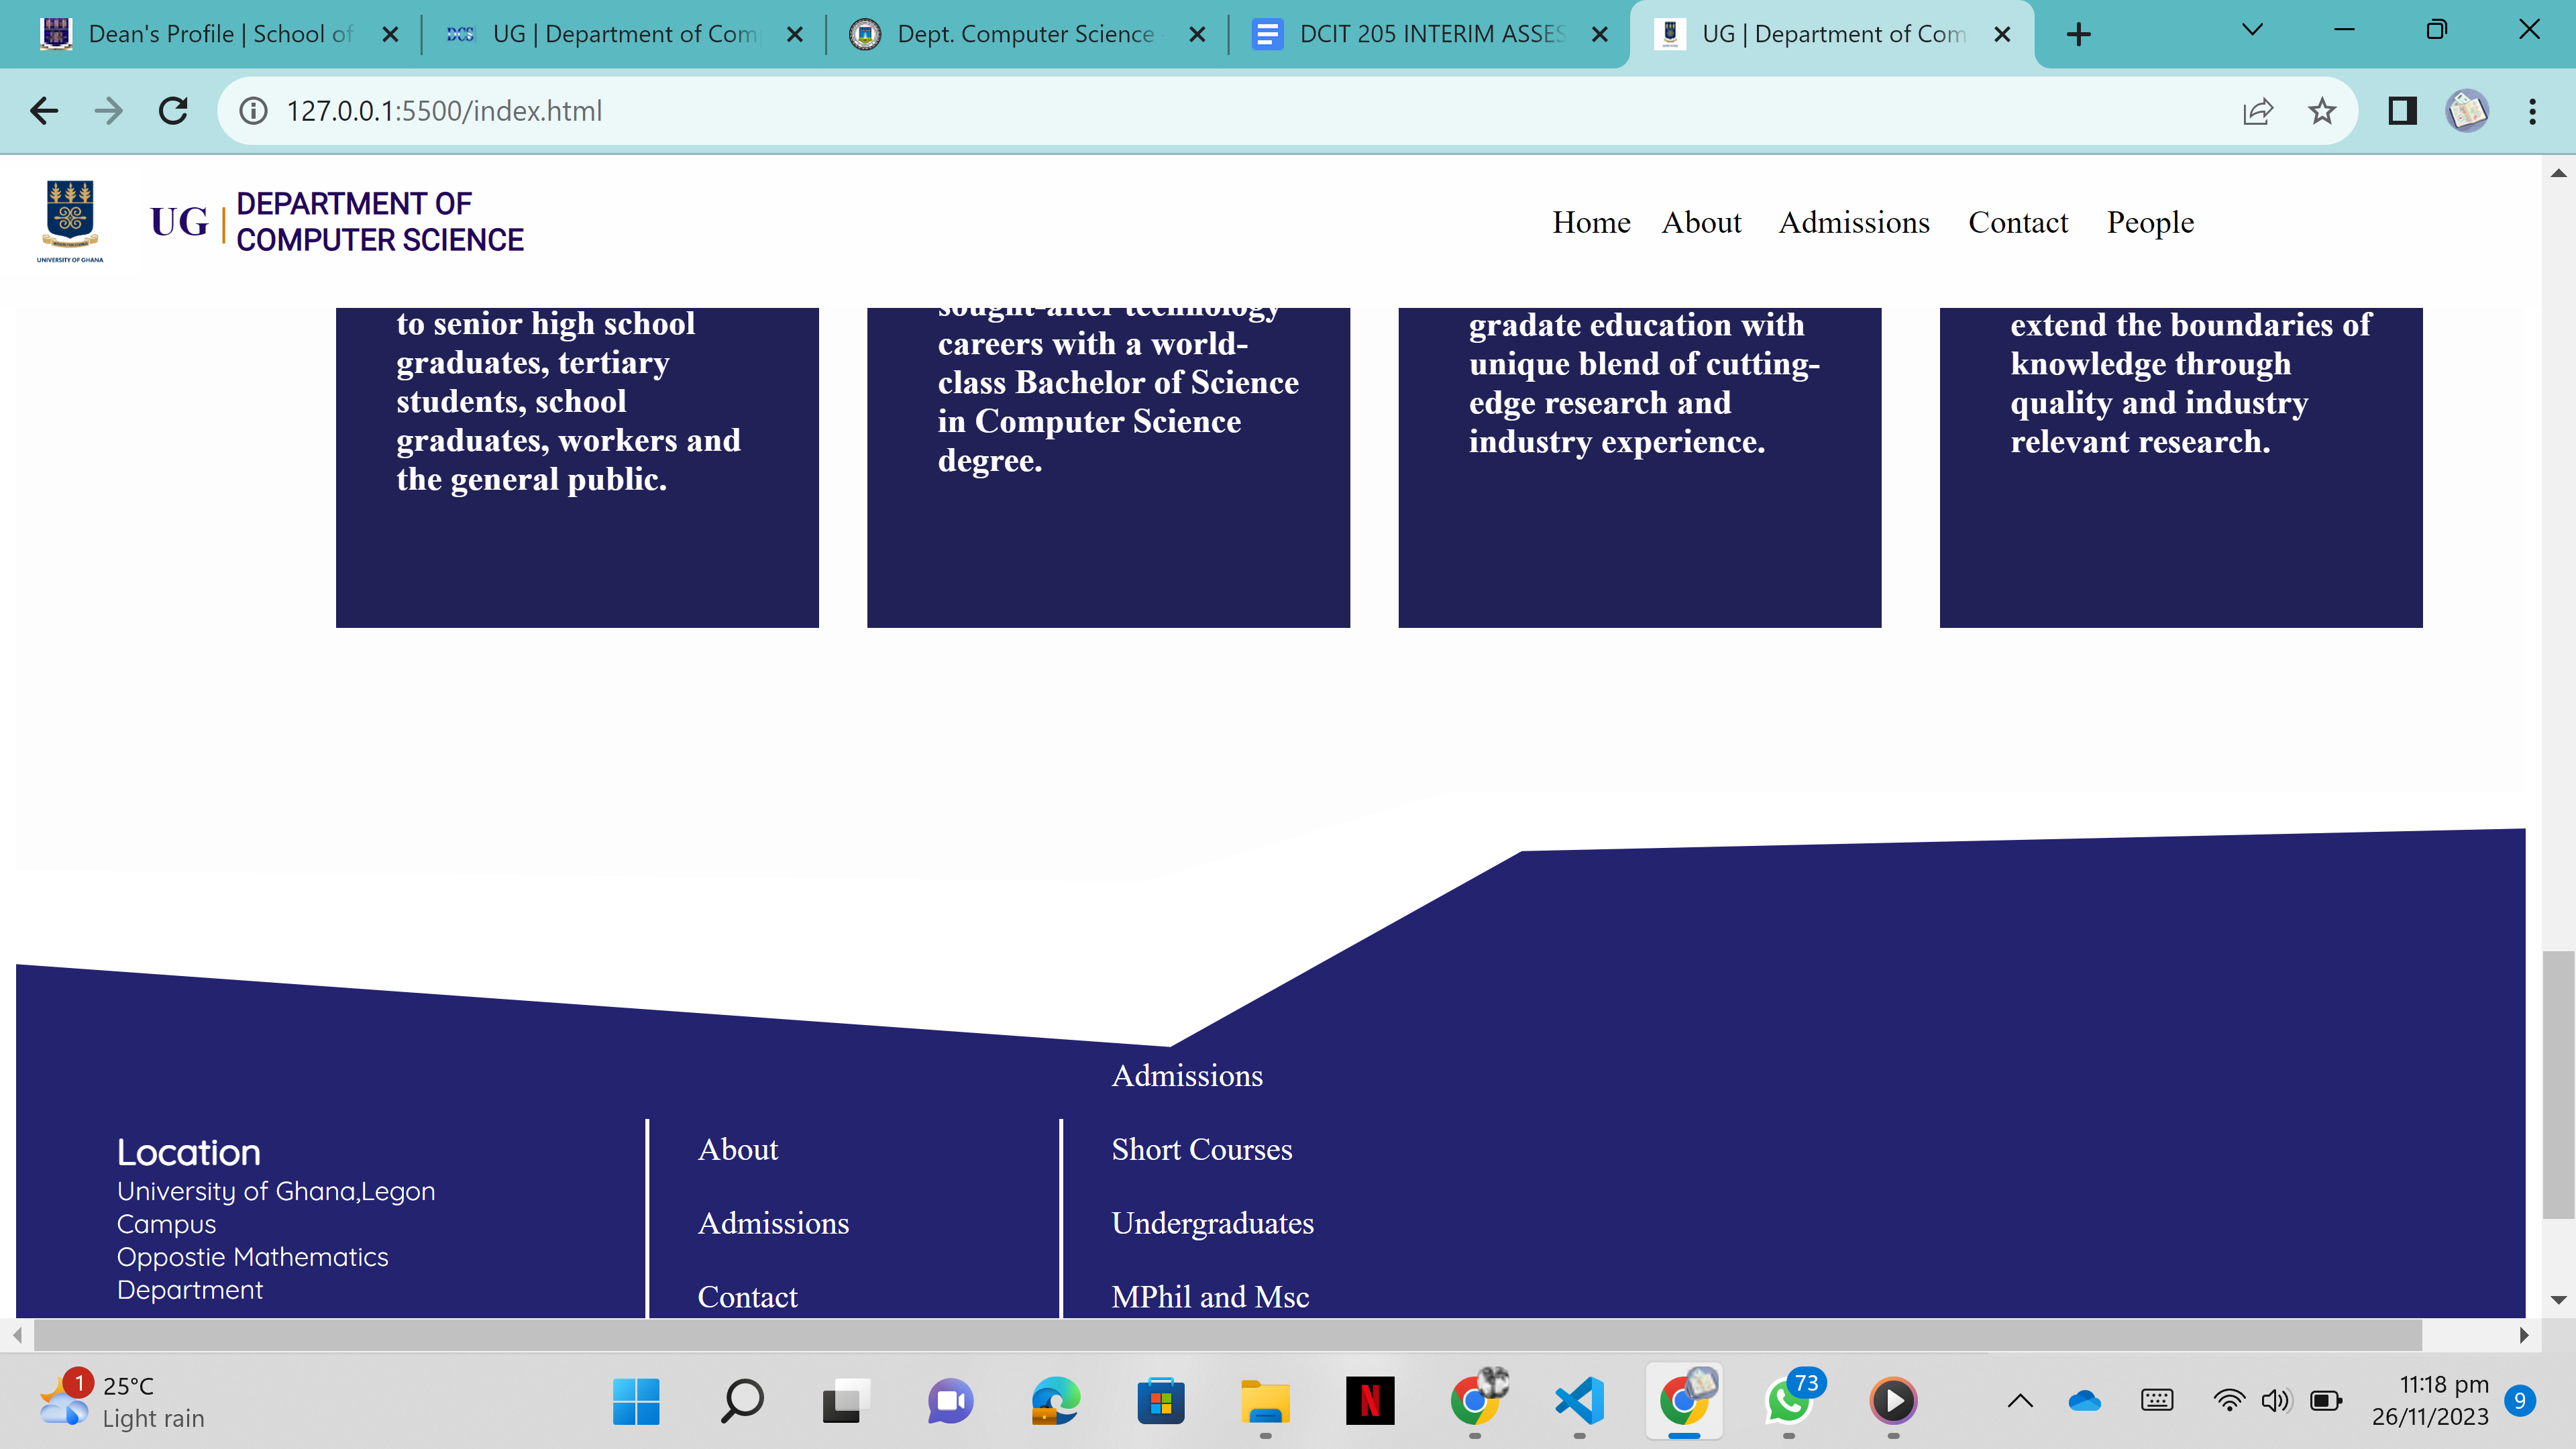 Dean's Profile | School of
DCS UG | Department of Com
Dept. Computer Science
DCIT 205 INTERIM ASSES
UG | Department of Com
127.0.0.1:5500/index.html
UNIVERSITY OF GHANA
UG | DEPARTMENT OF
COMPUTER SCIENCE
Home About Admissions Contact People
to senior high school
graduates, tertiary
students, school
graduates, workers and
the general public.
sought-after technology
careers with a world-
class Bachelor of Science
in Computer Science
degree.
gradate education with
unique blend of cutting-
edge research and
industry experience.
extend the boundaries of
knowledge through
quality and industry
relevant research.
Location
University of Ghana,Legon
Campus
Oppostie Mathematics
Department
About
Admissions
Contact
Admissions
Short Courses
Undergraduates
MPhil and Msc
1
25°C
Light rain
N
73
11:18 pm
26/11/2023
9